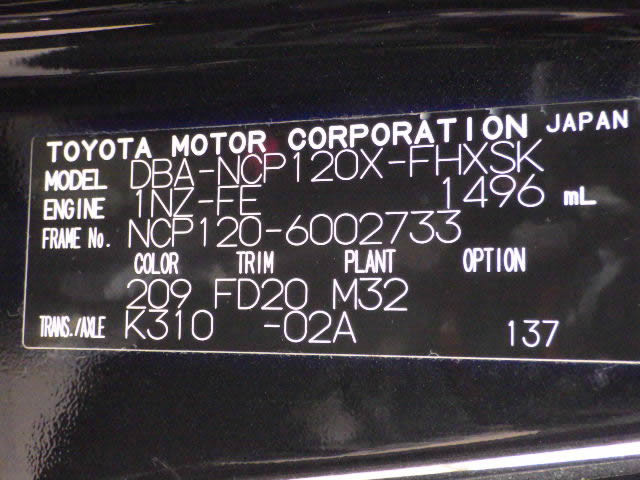 TOYOTA MOTOR CORPORATION JAPAN
MODEL DBA-NCP120X-FHXSK
ENGINE 1NZ-FE 1496 mL
FRAME No. NCP120-6002733
COLOR TRIM PLANT OPTION
209 FD20 M32
TRANS./AXLE K310 -02A 137